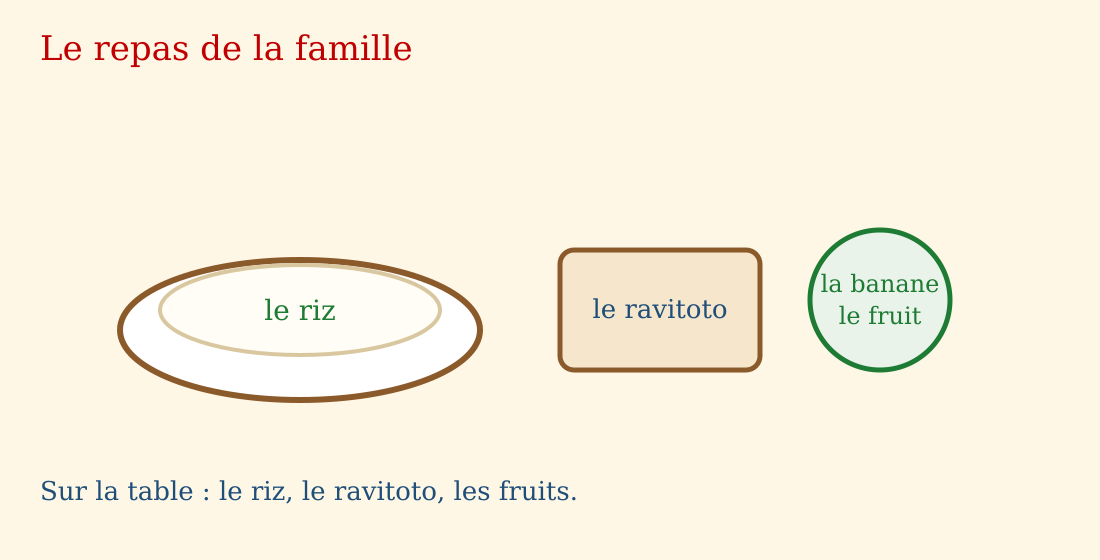 Le repas de la famille
le riz
le ravitoto
la banane
le fruit
Sur la table : le riz, le ravitoto, les fruits.